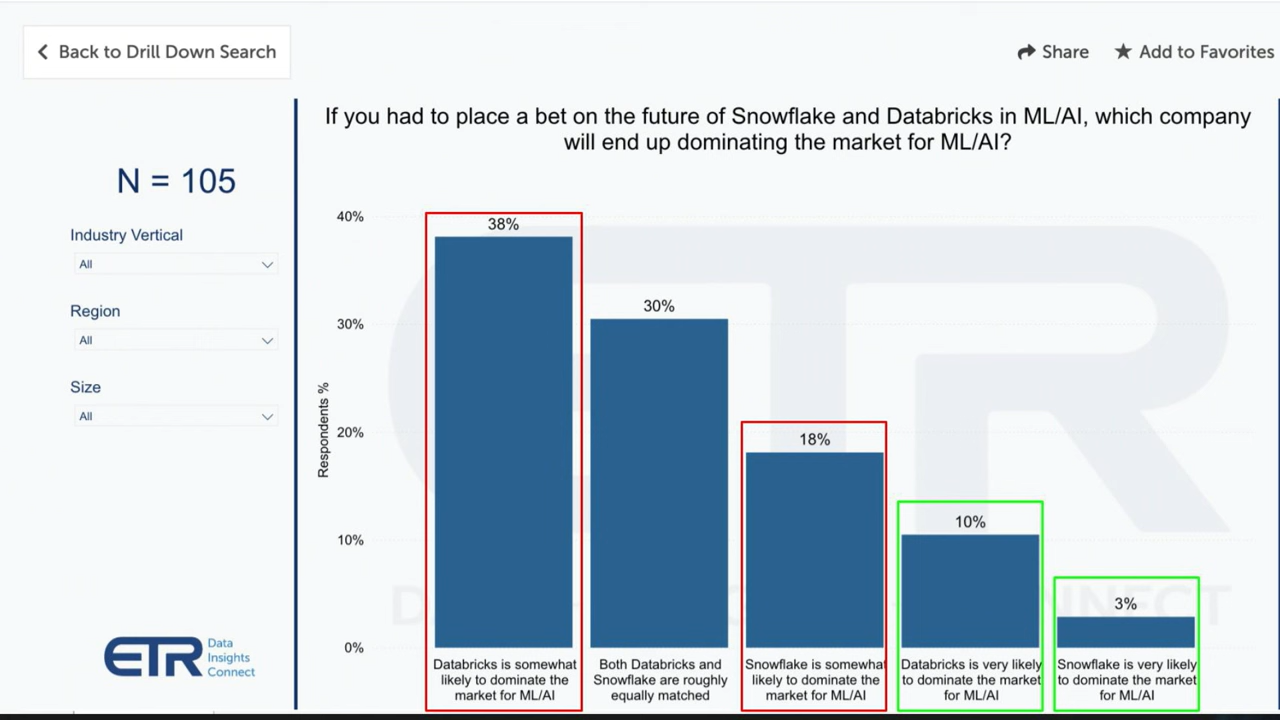 Back to Drill Down Search
Share
Add to Favorites
If you had to place a bet on the future of Snowflake and Databricks in ML/AI, which company
will end up dominating the market for ML/AI?
N = 105
Industry Vertical
All
Region
All
Size
All
Respondents %
40%
30%
20%
10%
0%
38%
30%
18%
10%
3%
Databricks is somewhat
likely to dominate the
market for ML/AI
Both Databricks and
Snowflake are roughly
equally matched
Snowflake is somewhat
likely to dominate the
market for ML/AI
Databricks is very likely
to dominate the market
for ML/AI
Snowflake is very likely
to dominate the market
for ML/AI
ETR
Data
Insights
Connect
ETR